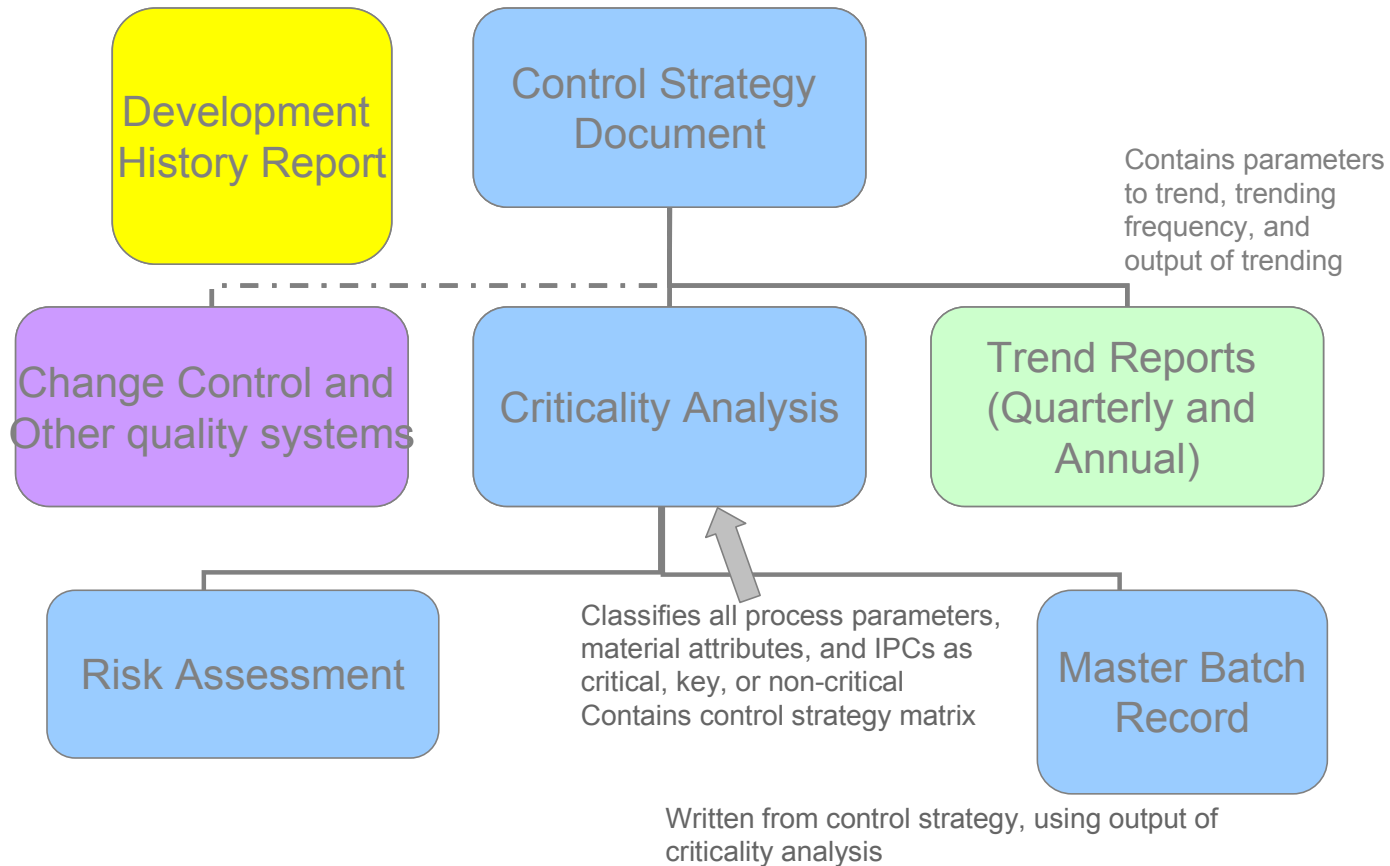 Development
History Report
Control Strategy
Document
Contains parameters
to trend, trending
frequency, and
output of trending
Change Control and
Other quality systems
Criticality Analysis
Trend Reports
(Quarterly and
Annual)
Risk Assessment
Classifies all process parameters,
material attributes, and IPCs as
critical, key, or non-critical
Contains control strategy matrix
Master Batch
Record
Written from control strategy, using output of
criticality analysis